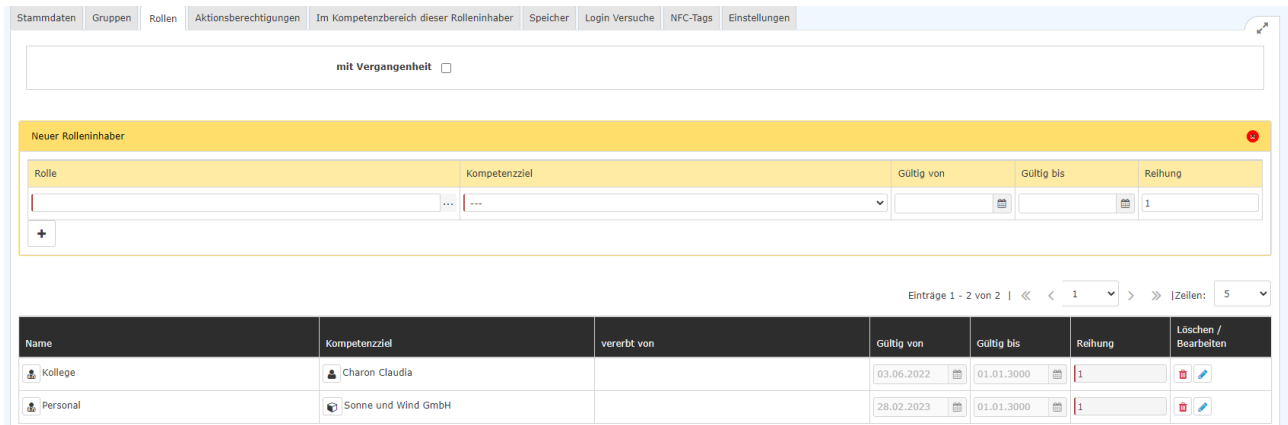 Stammdaten Gruppen Rollen Aktionsberechtigungen Im Kompetenzbereich dieser Rolleninhaber Speicher Login Versuche NFC-Tags Einstellungen
mit Vergangenheit
Neuer Rolleninhaber
Rolle Kompetenzziel Gültig von Gültig bis Reihung
... --- 1
+
Einträge 1 - 2 von 2 | « < 1 > » |Zeilen: 5
Name Kompetenzziel vererbt von Gültig von Gültig bis Reihung Löschen /
Bearbeiten
Kollege Charon Claudia 03.06.2022 01.01.3000 1
Personal Sonne und Wind GmbH 28.02.2023 01.01.3000 1